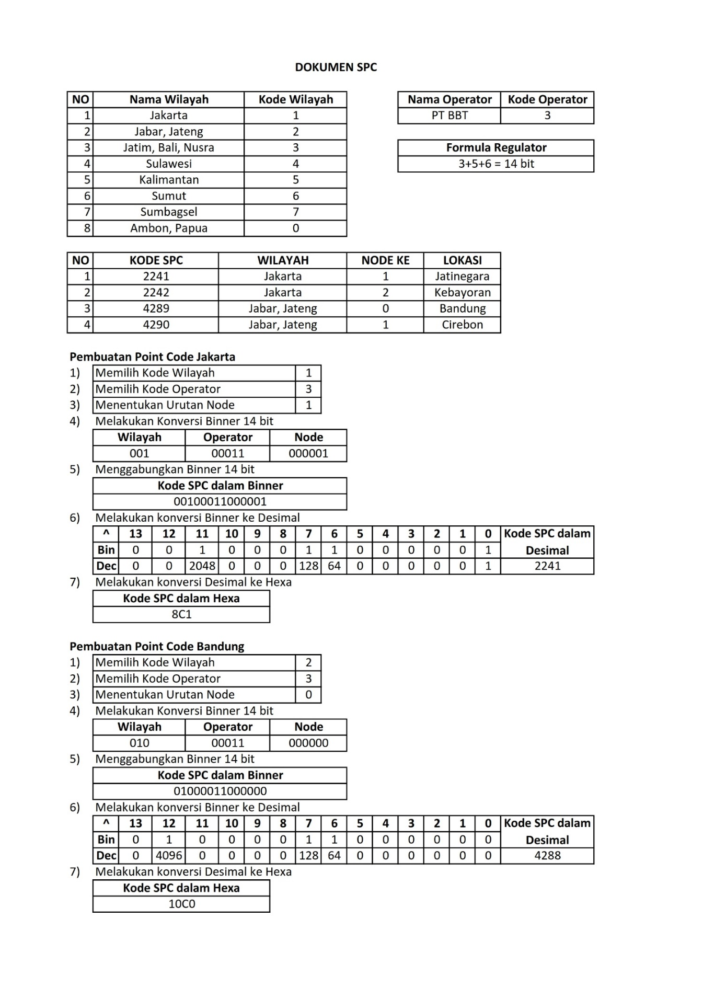 DOKUMEN SPC
NO Nama Wilayah Kode Wilayah
1 Jakarta 1
2 Jabar, Jateng 2
3 Jatim, Bali, Nusra 3
4 Sulawesi 4
5 Kalimantan 5
6 Sumut 6
7 Sumbagsel 7
8 Ambon, Papua 0
Nama Operator Kode Operator
PT BBT 3
Formula Regulator
3+5+6 = 14 bit
NO KODE SPC WILAYAH NODE KE LOKASI
1 2241 Jakarta 1 Jatinegara
2 2242 Jakarta 2 Kebayoran
3 4289 Jabar, Jateng 0 Bandung
4 4290 Jabar, Jateng 1 Cirebon
Pembuatan Point Code Jakarta
1) Memilih Kode Wilayah 1
2) Memilih Kode Operator 3
3) Menentukan Urutan Node 1
4) Melakukan Konversi Binner 14 bit
Wilayah Operator Node
001 00011 000001
5) Menggabungkan Binner 14 bit
Kode SPC dalam Binner
00100011000001
6) Melakukan konversi Binner ke Desimal
^ 13 12 11 10 9 8 7 6 5 4 3 2 1 0 Kode SPC dalam
Bin 0 0 1 0 0 0 1 1 0 0 0 0 0 1 Desimal
Dec 0 0 2048 0 0 0 128 64 0 0 0 0 0 1 2241
7) Melakukan konversi Desimal ke Hexa
Kode SPC dalam Hexa
8C1
Pembuatan Point Code Bandung
1) Memilih Kode Wilayah 2
2) Memilih Kode Operator 3
3) Menentukan Urutan Node 0
4) Melakukan Konversi Binner 14 bit
Wilayah Operator Node
010 00011 000000
5) Menggabungkan Binner 14 bit
Kode SPC dalam Binner
01000011000000
6) Melakukan konversi Binner ke Desimal
^ 13 12 11 10 9 8 7 6 5 4 3 2 1 0 Kode SPC dalam
Bin 0 1 0 0 0 0 1 1 0 0 0 0 0 0 Desimal
Dec 0 4096 0 0 0 0 128 64 0 0 0 0 0 0 4288
7) Melakukan konversi Desimal ke Hexa
Kode SPC dalam Hexa
10C0